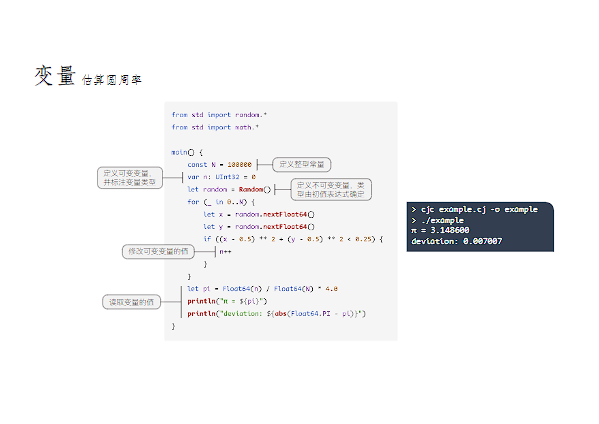 变量 估算圆周率
from std import random.*
from std import math.*
main() {
const N = 100000
定义整型常量
定义可变变量，
并标注变量类型
var n: UInt32 = 0
let random = Random()
定义不可变变量，类
型由初值表达式确定
for (_ in 0..N) {
let x = random.nextFloat64()
let y = random.nextFloat64()
if ((x - 0.5) ** 2 + (y - 0.5) ** 2 < 0.25) {
修改可变变量的值
n++
}
}
let pi = Float64(n) / Float64(N) * 4.0
读取变量的值
println("π = ${pi}")
println("deviation: ${abs(Float64.PI - pi)}")
}
> cjc example.cj -o example
> ./example
π = 3.148600
deviation: 0.007007